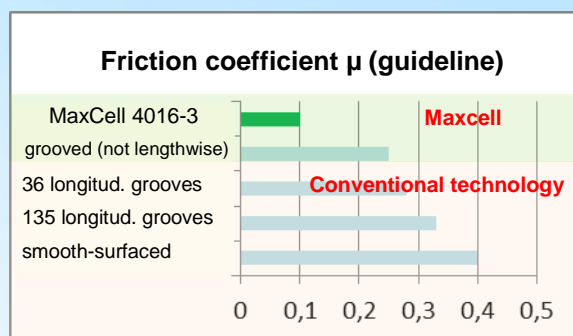 Friction coefficient µ (guideline)
MaxCell 4016-3
Maxcell
grooved (not lengthwise)
36 longitud. grooves
Conventional technology
135 longitud. grooves
smooth-surfaced
0 0,1 0,2 0,3 0,4 0,5